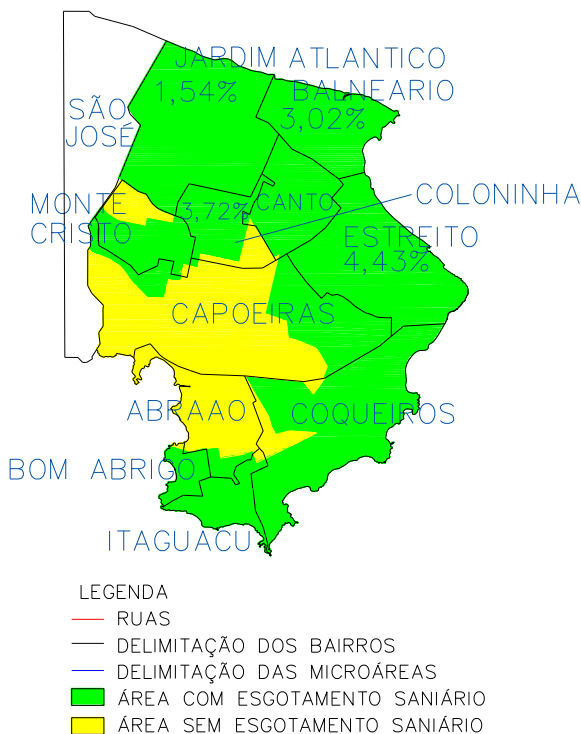 JARDIM ATLANTICO
1,54%
BALNEARIO
3,02%
SÃO
JOSÉ
MONTE
CRISTO
3,72%
CANTO
COLONINHA
ESTREITO
4,43%
CAPOEIRAS
ABRAAO
COQUEIROS
BOM ABRIGO
ITAGUACU
LEGENDA
RUAS
DELIMITAÇÃO DOS BAIRROS
DELIMITAÇÃO DAS MICROÁREAS
ÁREA COM ESGOTAMENTO SANIÁRIO
ÁREA SEM ESGOTAMENTO SANIÁRIO